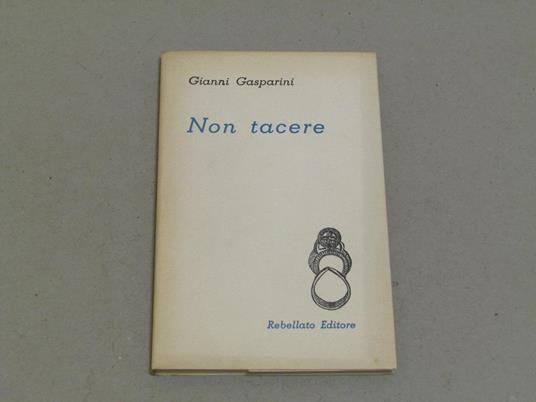 Gianni Gasparini
Non tacere
Rebellato Editore